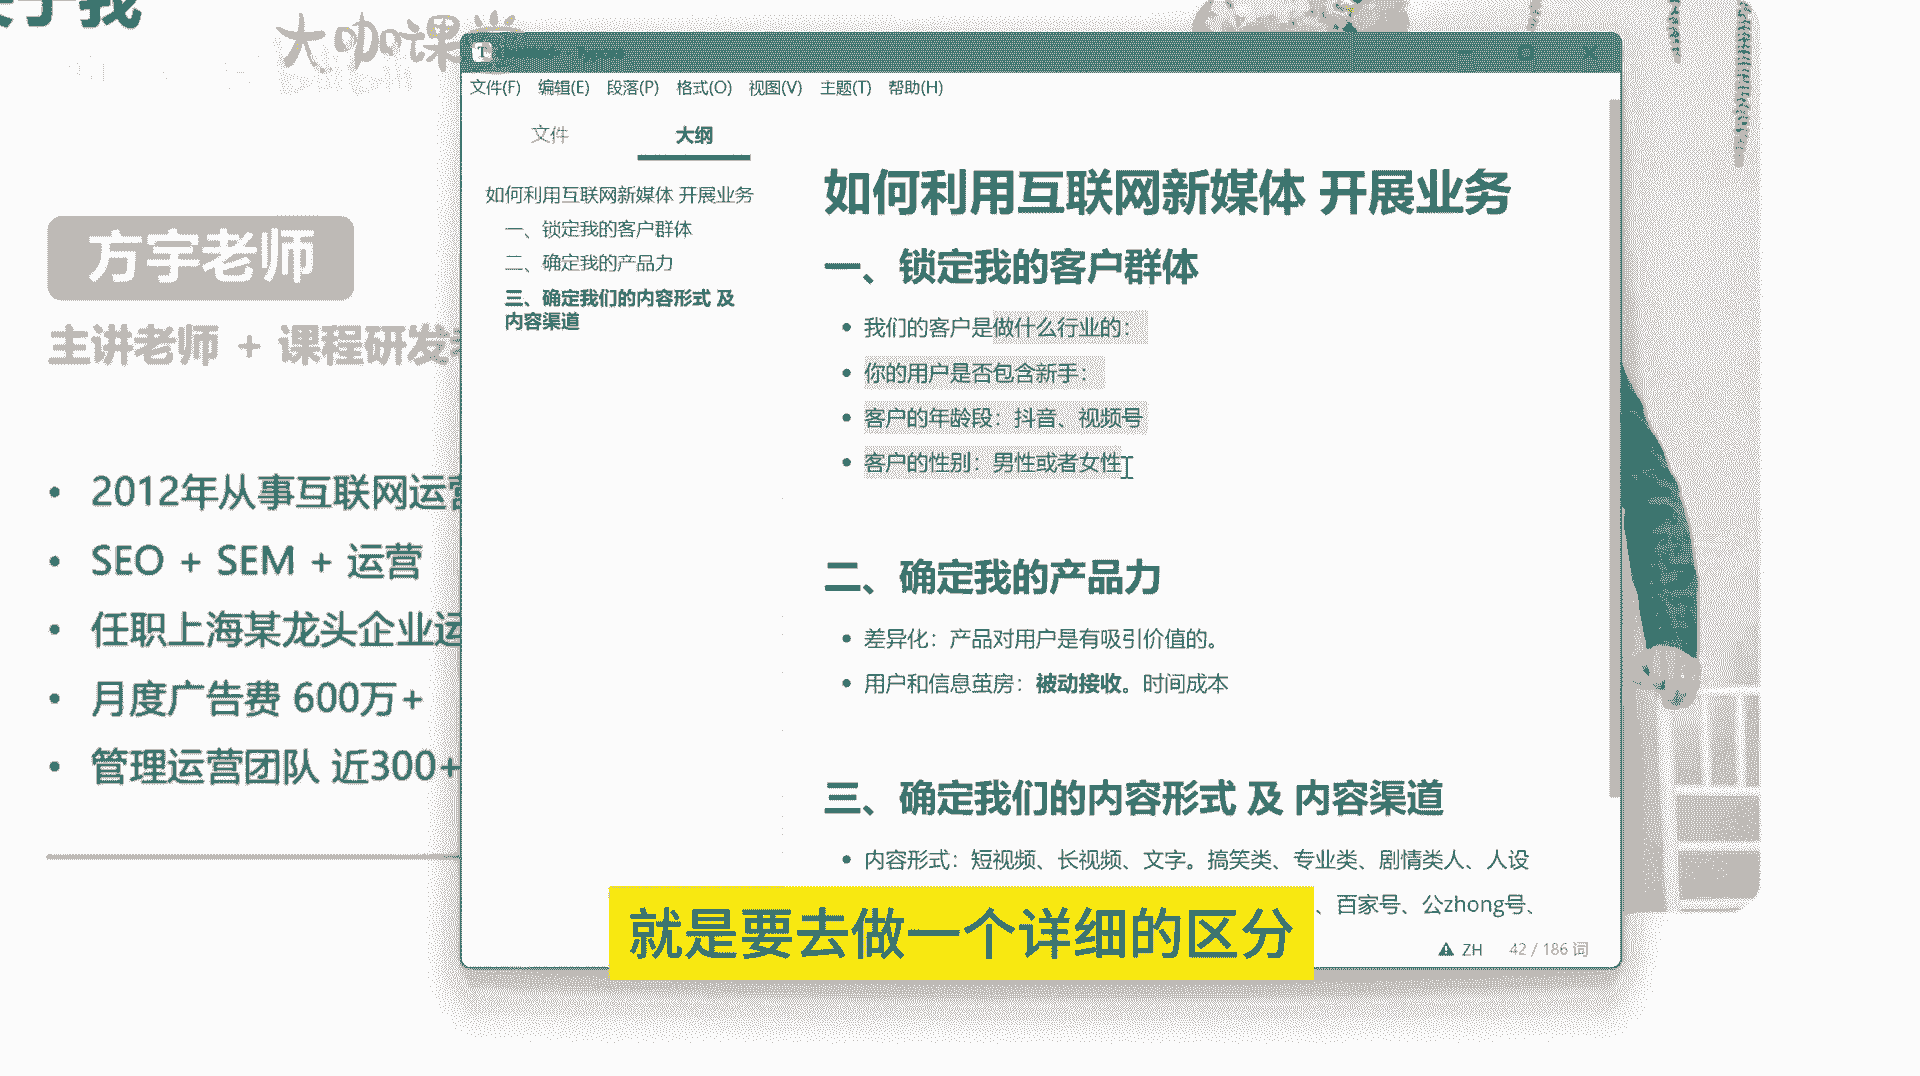 大咖课堂
方宇老师
主讲老师 + 课程研发
• 2012年从事互联网运营
• SEO + SEM + 运营
• 任职上海某龙头企业运
• 月度广告费 600万+
• 管理运营团队 近300+
文件(F) 编辑(E) 段落(P) 格式(O) 视图(V) 主题(T) 帮助(H)
文件 大纲
如何利用互联网新媒体 开展业务
一、锁定我的客户群体
二、确定我的产品力
三、确定我们的内容形式 及
内容渠道
如何利用互联网新媒体 开展业务
一、锁定我的客户群体
• 我们的客户是做什么行业的：
• 你的用户是否包含新手：
• 客户的年龄段：抖音、视频号
• 客户的性别：男性或者女性
二、确定我的产品力
• 差异化：产品对用户是有吸引价值的。
• 用户和信息茧房：被动接收。时间成本
三、确定我们的内容形式 及 内容渠道
• 内容形式：短视频、长视频、文字。搞笑类、专业类、剧情类人、人设
、百家号、公zhong号、
ZH 42 / 186 词
就是要去做一个详细的区分